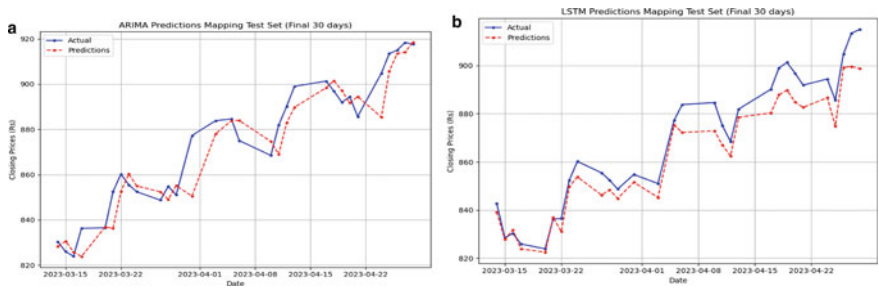 a
ARIMA Predictions Mapping Test Set (Final 30 days)
Actual
Predictions
Closing Prices (Rs)
920
900
880
860
840
820
2023-03-15
2023-03-22
2023-04-01
2023-04-08
2023-04-15
2023-04-22
Date
b
LSTM Predictions Mapping Test Set (Final 30 days)
Actual
Predictions
Closing Prices (Rs)
900
880
860
840
820
2023-03-15
2023-03-22
2023-04-01
2023-04-08
2023-04-15
2023-04-22
Date